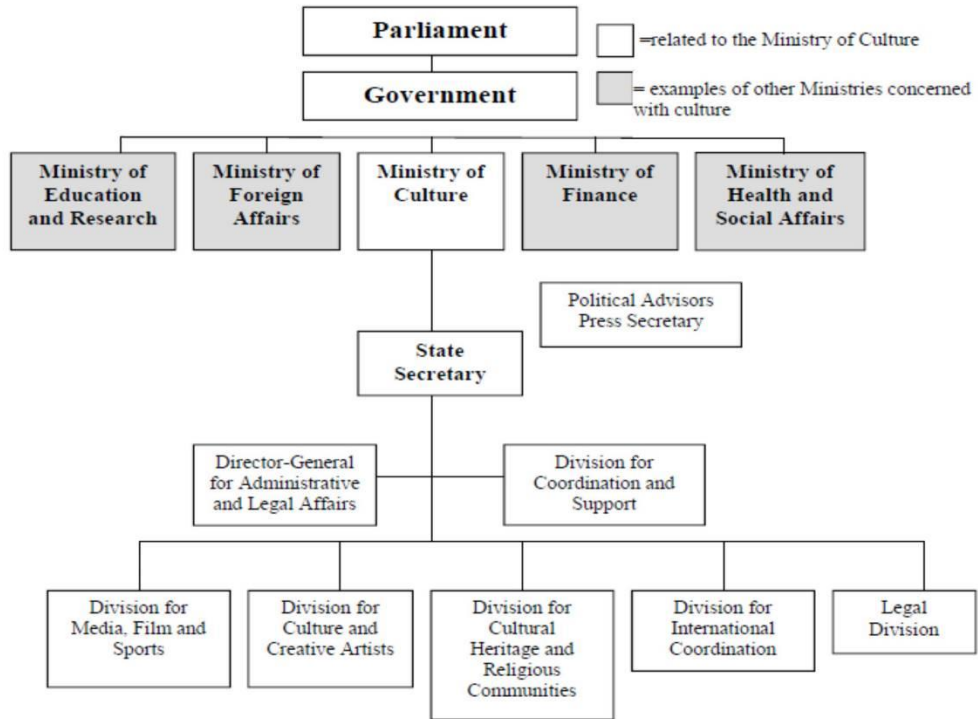 Parliament
=related to the Ministry of Culture
Government
= examples of other Ministries concerned
with culture
Ministry of
Education
and Research
Ministry of
Foreign
Affairs
Ministry of
Culture
Ministry of
Finance
Ministry of
Health and
Social Affairs
Political Advisors
Press Secretary
State
Secretary
Director-General
for Administrative
and Legal Affairs
Division for
Coordination and
Support
Division for
Media, Film and
Sports
Division for
Culture and
Creative Artists
Division for
Cultural
Heritage and
Religious
Communities
Division for
International
Coordination
Legal
Division